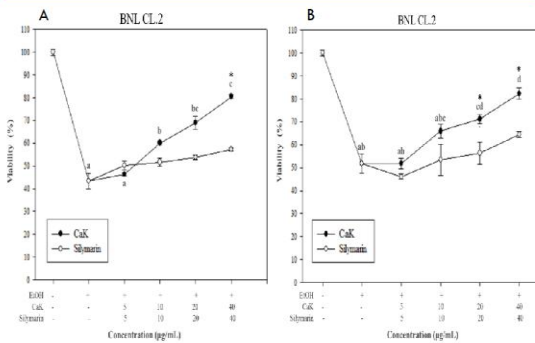 A
BNL CL.2
Viability (%)
110
100
90
80
70
60
50
40
30
20
10
0
a
a
b
bc
*
c
CaK
Silymarin
EtOH - + + + + +
CaK - - 5 10 20 40
Silymarin - - 5 10 20 40
Concentration (μg/mL)
B
BNL CL.2
Viability (%)
110
100
90
80
70
60
50
40
30
20
10
0
ab
ab
abc
*
cd
*
d
CaK
Silymarin
EtOH - + + + + +
CaK - - 5 10 20 40
Silymarin - - 5 10 20 40
Concentration (μg/mL)